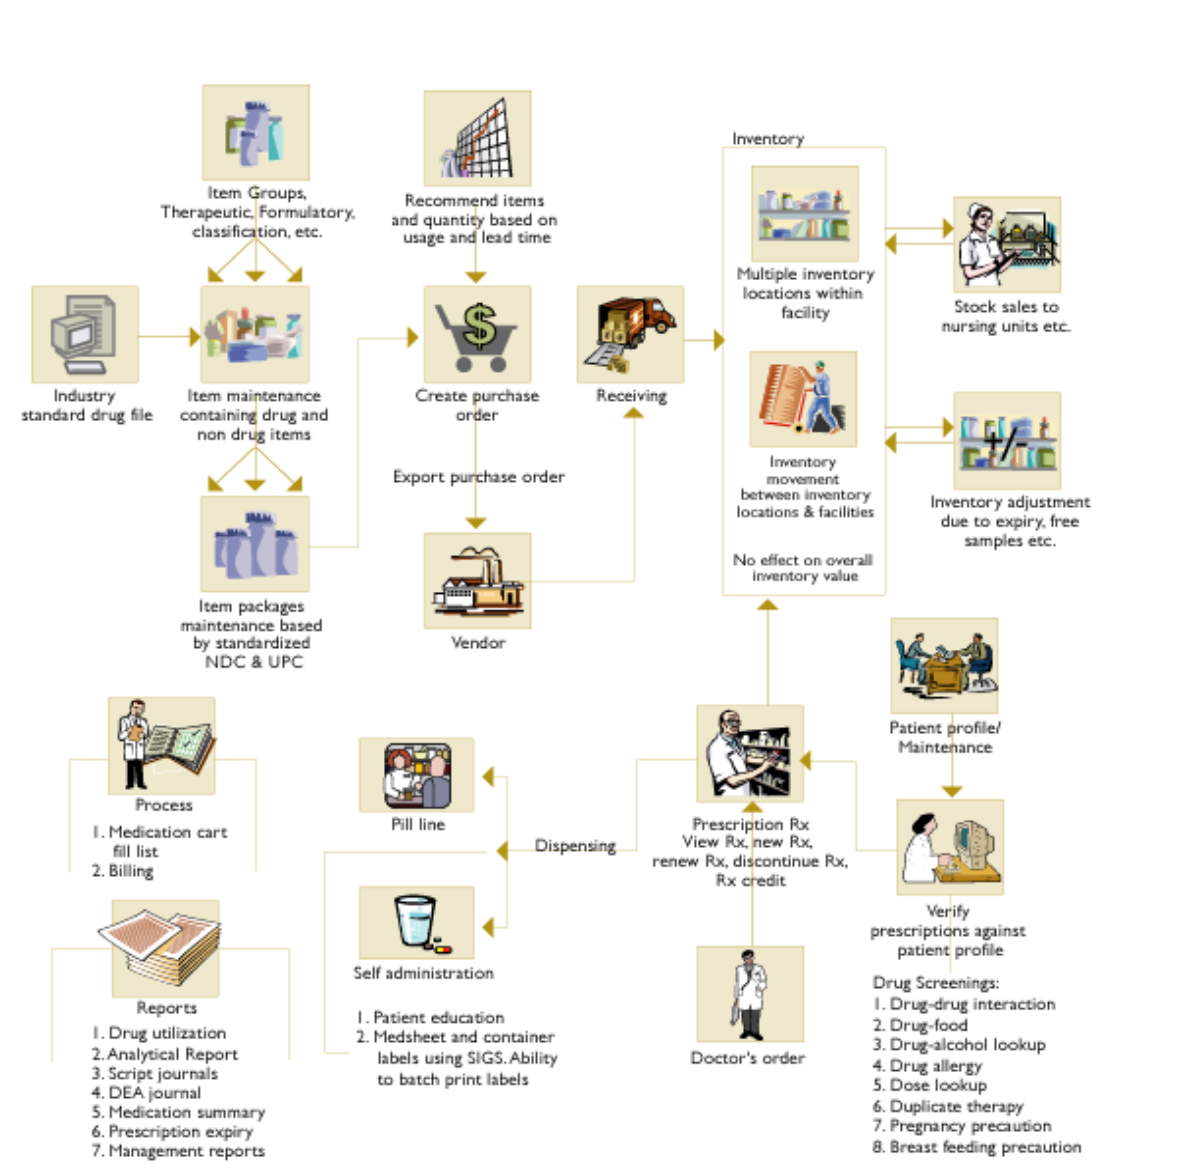 Item Groups,
Therapeutic, Formulatory,
classification, etc.
Recommend items
and quantity based on
usage and lead time
Inventory
Multiple inventory
locations within
facility
Stock sales to
nursing units etc.
Industry
standard drug file
Item maintenance
containing drug and
non drug items
$
Create purchase
order
Receiving
Inventory
movement
between inventory
locations & facilities
No effect on overall
inventory value
+/-
Inventory adjustment
due to expiry, free
samples etc.
Export purchase order
Item packages
maintenance based
by standardized
NDC & UPC
Vendor
Patient profile/
Maintenance
Process
1. Medication cart
fill list
2. Billing
Pill line
Dispensing
Prescription Rx
View Rx, new Rx,
renew Rx, discontinue Rx,
Rx credit
Verify
prescriptions against
patient profile
Self administration
1. Patient education
2. Medsheet and container
labels using SIGS. Ability
to batch print labels
Doctor's order
Drug Screenings:
1. Drug-drug interaction
2. Drug-food
3. Drug-alcohol lookup
4. Drug allergy
5. Dose lookup
6. Duplicate therapy
7. Pregnancy precaution
8. Breast feeding precaution
Reports
1. Drug utilization
2. Analytical Report
3. Script journals
4. DEA journal
5. Medication summary
6. Prescription expiry
7. Management reports